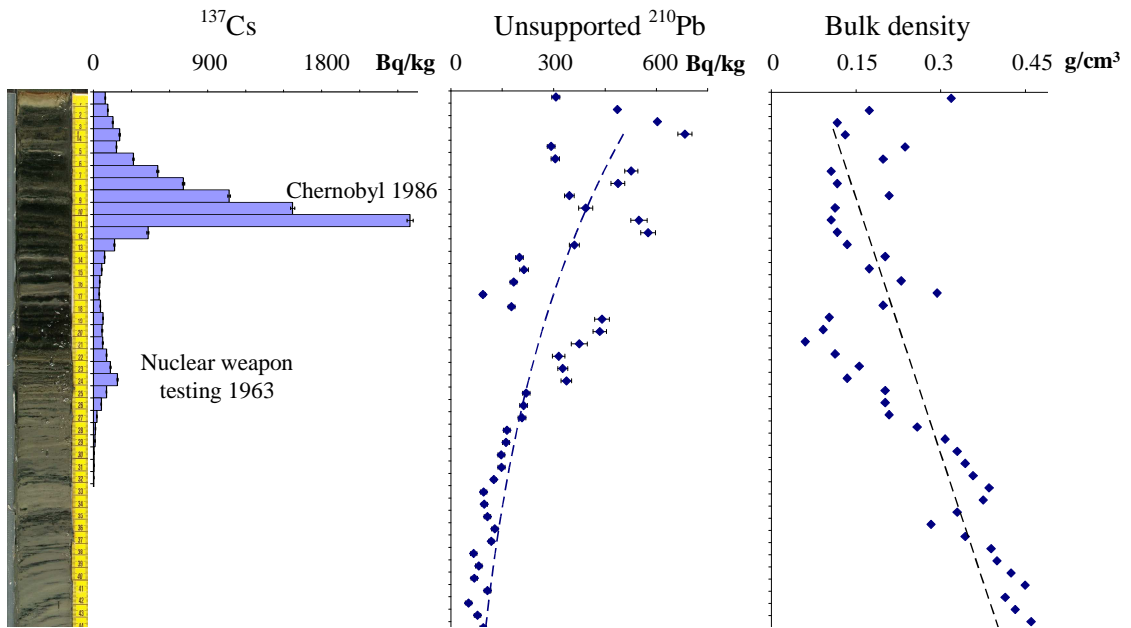 ¹³⁷Cs
Unsupported ²¹⁰Pb
Bulk density
0 900 1800 Bq/kg
0 300 600 Bq/kg
0 0.15 0.3 0.45 g/cm³
Chernobyl 1986
Nuclear weapon
testing 1963